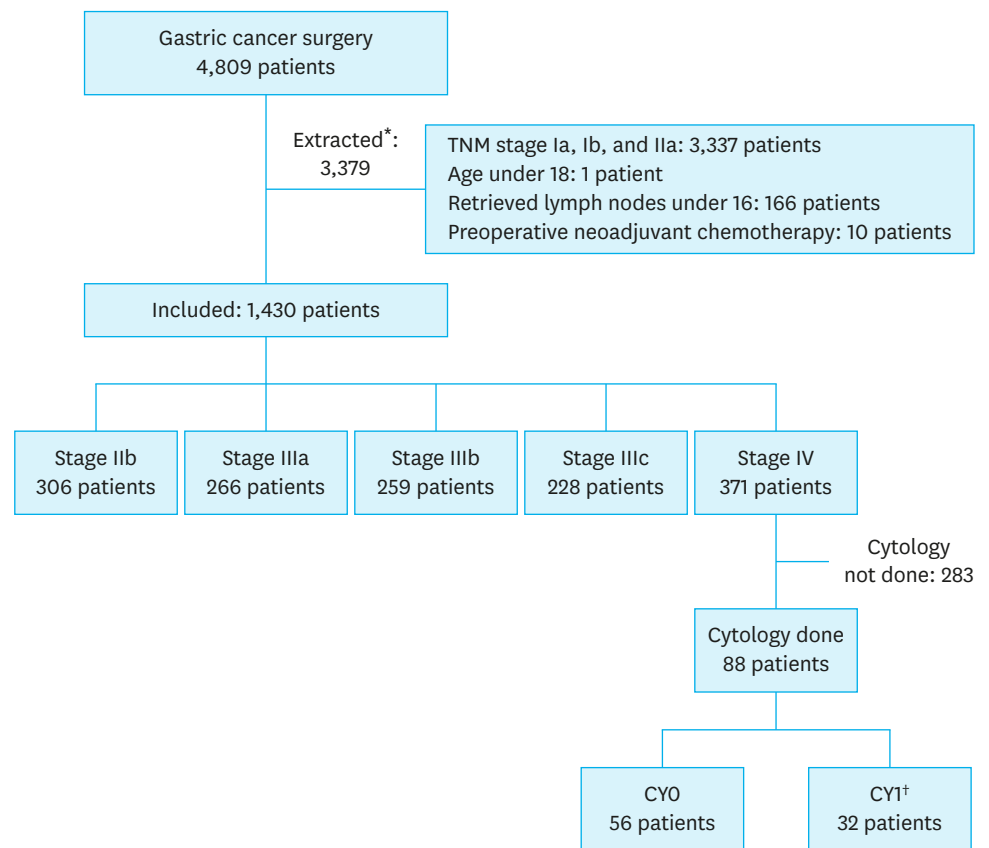 Gastric cancer surgery
4,809 patients
Extracted*:
3,379
TNM stage Ia, Ib, and IIa: 3,337 patients
Age under 18: 1 patient
Retrieved lymph nodes under 16: 166 patients
Preoperative neoadjuvant chemotherapy: 10 patients
Included: 1,430 patients
Stage IIb
306 patients
Stage IIIa
266 patients
Stage IIIb
259 patients
Stage IIIc
228 patients
Stage IV
371 patients
Cytology
not done: 283
Cytology done
88 patients
CY0
56 patients
CY1†
32 patients